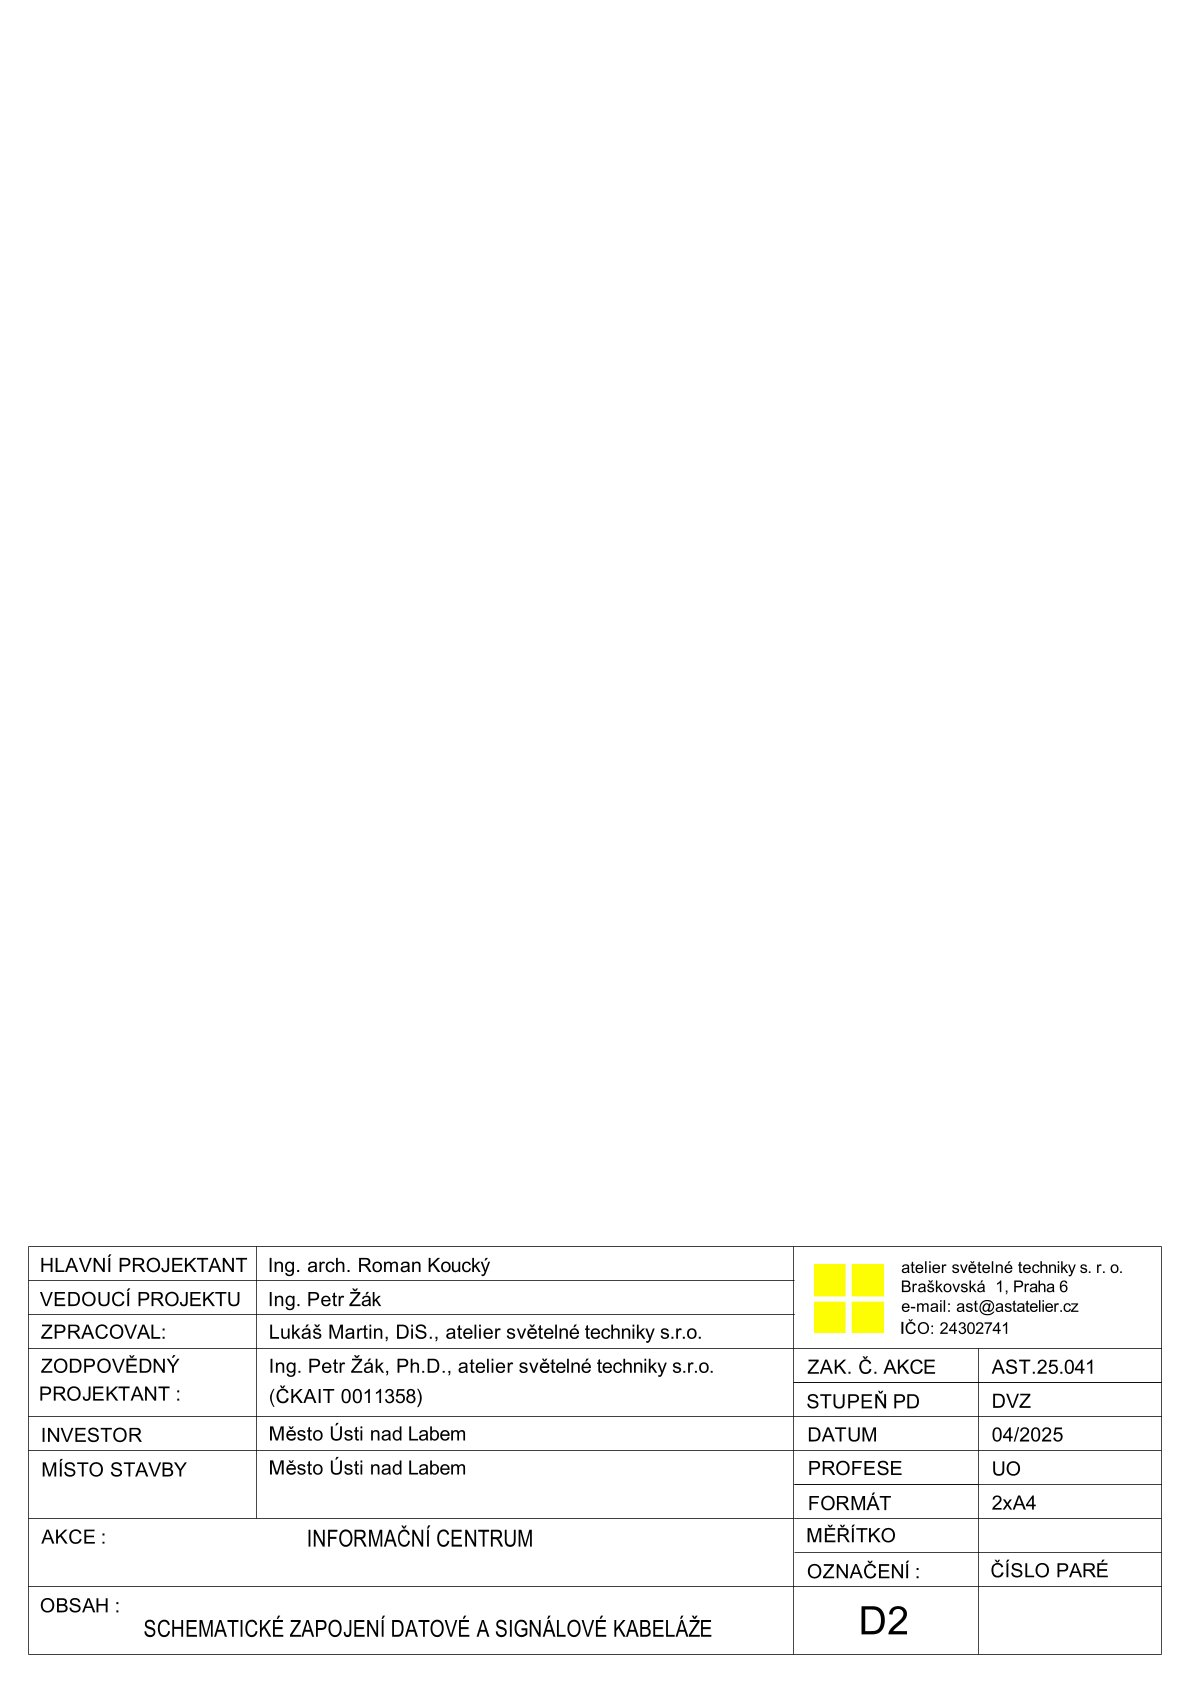 HLAVNÍ PROJEKTANT Ing. arch. Roman Koucký
VEDOUCÍ PROJEKTU Ing. Petr Žák
ZPRACOVAL: Lukáš Martin, DiS., atelier světelné techniky s.r.o.
ZODPOVĚDNÝ Ing. Petr Žák, Ph.D., atelier světelné techniky s.r.o.
PROJEKTANT : (ČKAIT 0011358)
INVESTOR Město Ústi nad Labem
MÍSTO STAVBY Město Ústi nad Labem
AKCE : INFORMAČNÍ CENTRUM
OBSAH :
SCHEMATICKÉ ZAPOJENÍ DATOVÉ A SIGNÁLOVÉ KABELÁŽE
atelier světelné techniky s. r. o.
Braškovská 1, Praha 6
e-mail: ast@astatelier.cz
IČO: 24302741
ZAK. Č. AKCE AST.25.041
STUPEŇ PD DVZ
DATUM 04/2025
PROFESE UO
FORMÁT 2xA4
MĚŘÍTKO
OZNAČENÍ : ČÍSLO PARÉ
D2